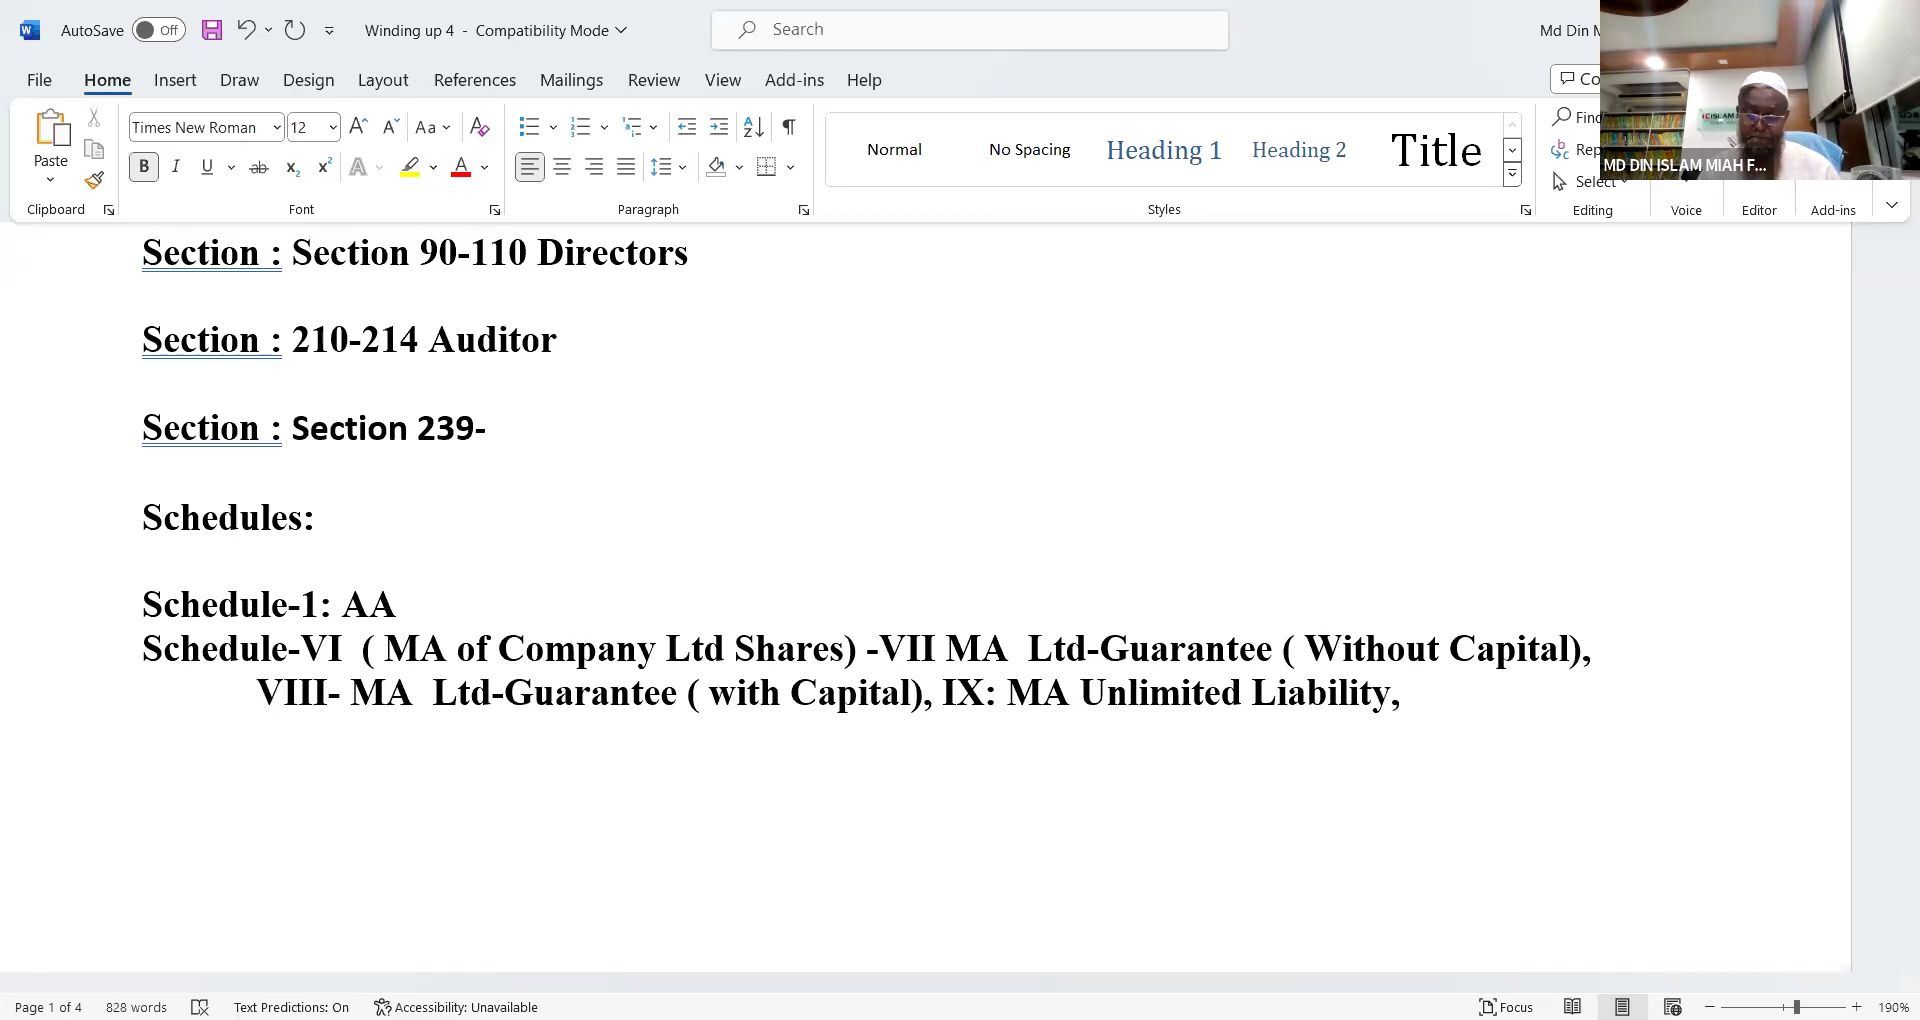 AutoSave Off Winding up 4 - Compatibility Mode Search Md Din
File Home Insert Draw Design Layout References Mailings Review View Add-ins Help
Paste Times New Roman 12 Aa Normal No Spacing Heading 1 Heading 2 Title
Select
Clipboard Font Paragraph Styles Editing Voice Editor Add-ins
MD DIN ISLAM MIAH F...
Section : Section 90-110 Directors
Section : 210-214 Auditor
Section : Section 239-
Schedules:
Schedule-1: AA
Schedule-VI ( MA of Company Ltd Shares) -VII MA Ltd-Guarantee ( Without Capital),
VIII- MA Ltd-Guarantee ( with Capital), IX: MA Unlimited Liability,
Page 1 of 4 828 words Text Predictions: On Accessibility: Unavailable Focus 190%